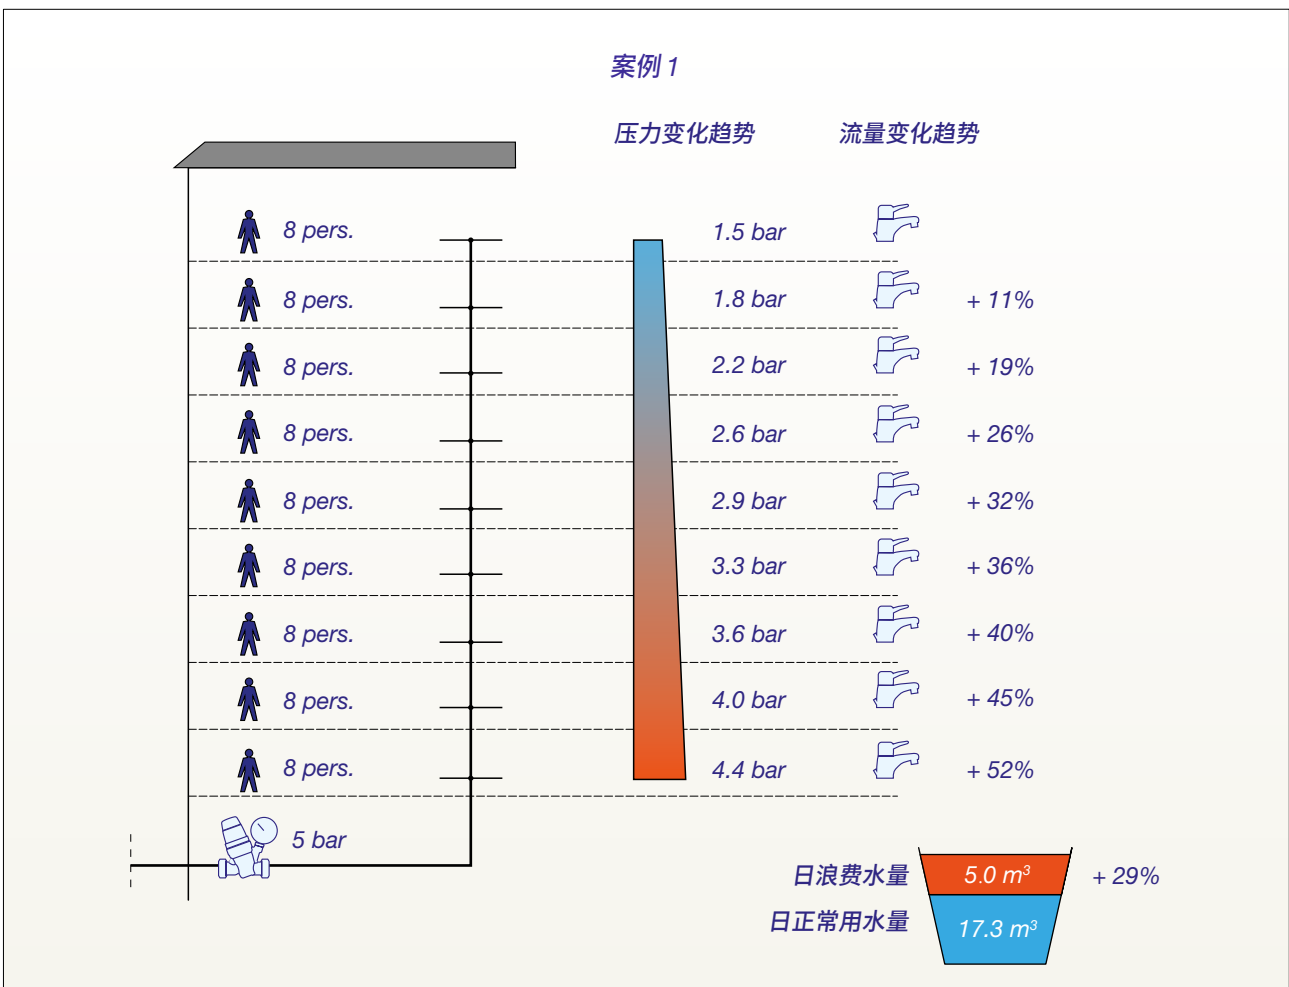 案例 1
压力变化趋势 流量变化趋势
8 pers. 1.5 bar
8 pers. 1.8 bar + 11%
8 pers. 2.2 bar + 19%
8 pers. 2.6 bar + 26%
8 pers. 2.9 bar + 32%
8 pers. 3.3 bar + 36%
8 pers. 3.6 bar + 40%
8 pers. 4.0 bar + 45%
8 pers. 4.4 bar + 52%
5 bar
日浪费水量 5.0 m³ + 29%
日正常用水量 17.3 m³